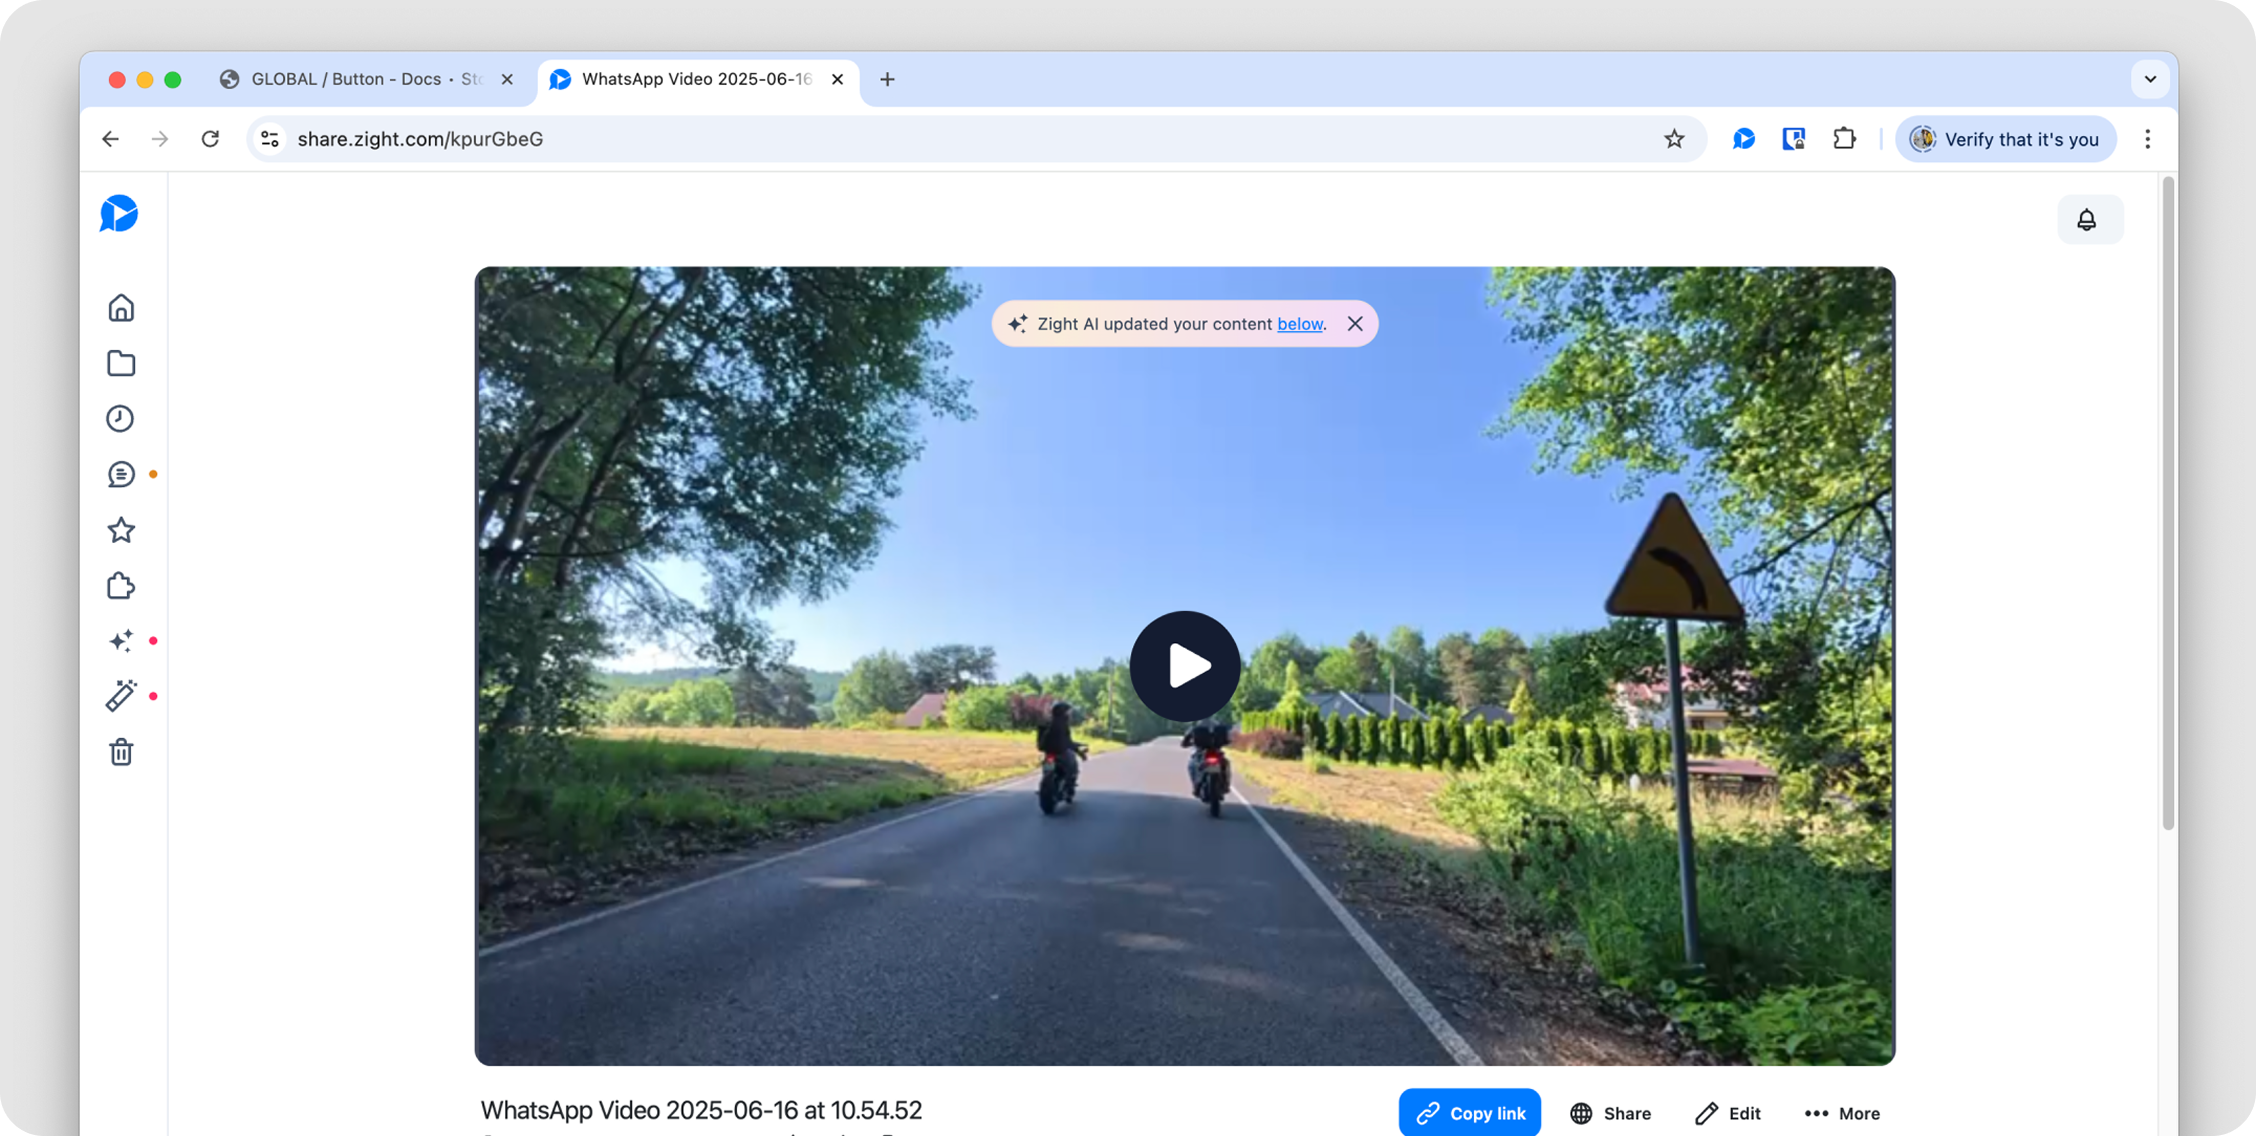 GLOBAL / Button - Docs
WhatsApp Video 2025-06-16
share.zight.com/kpurGbeG
Verify that it's you
Zight AI updated your content below.
WhatsApp Video 2025-06-16 at 10.54.52
Copy link
Share
Edit
More